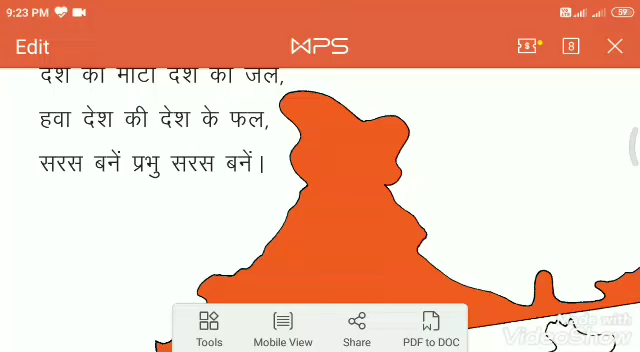 9:23 PM
59
Edit
WPS
$
8
देश की माटी देश का जल,
हवा देश की देश के फल,
सरस बनें प्रभु सरस बनें।
Tools
Mobile View
Share
PDF to DOC
Made with
VideoShow